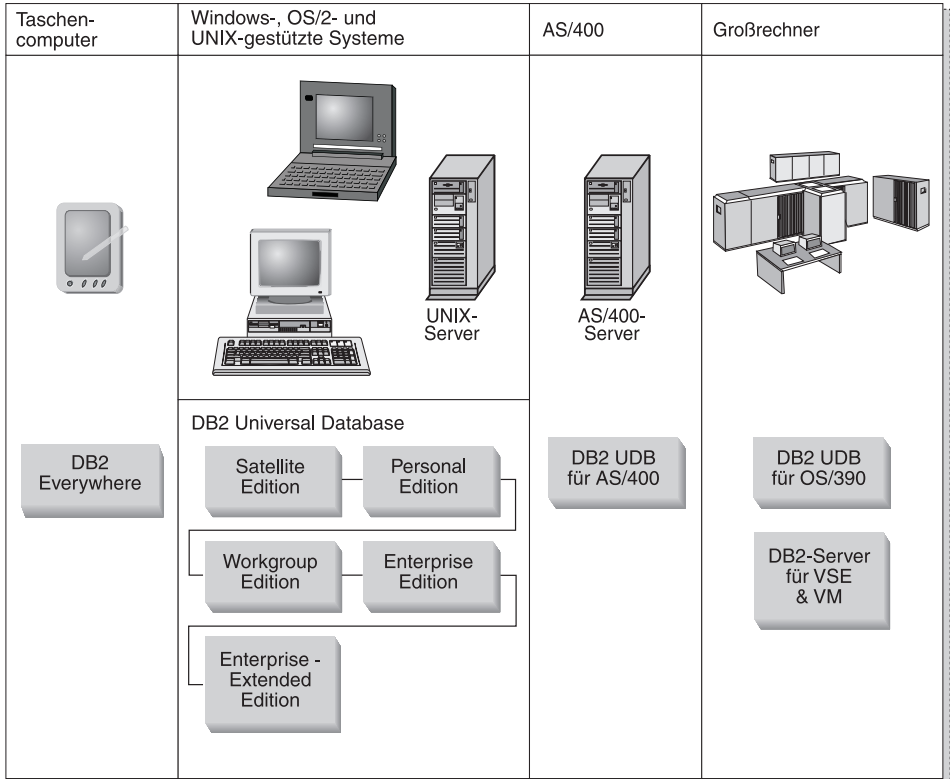 Taschen-
computer
Windows-, OS/2- und
UNIX-gestützte Systeme
AS/400
Großrechner
UNIX-
Server
AS/400-
Server
DB2
Everywhere
DB2 Universal Database
Satellite
Edition
Personal
Edition
Workgroup
Edition
Enterprise
Edition
Enterprise -
Extended
Edition
DB2 UDB
für AS/400
DB2 UDB
für OS/390
DB2-Server
für VSE
& VM